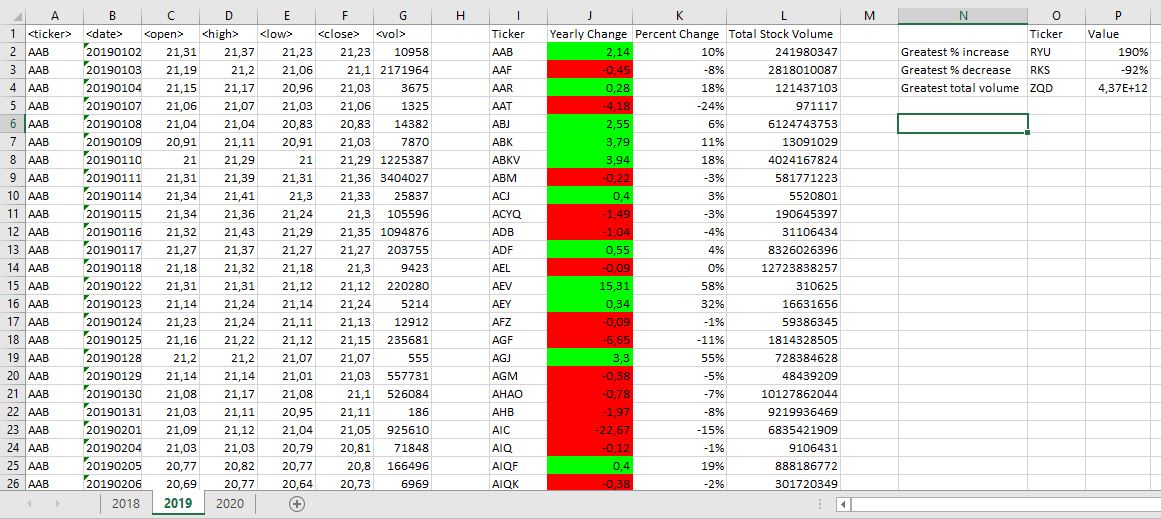 A B C D E F G H I J K L M N O P
1 <ticker> <date> <open> <high> <low> <close> <vol> Ticker Yearly Change Percent Change Total Stock Volume Ticker Value
2 AAB 20190102 21,31 21,37 21,23 21,23 10958 AAB 2,14 10% 241980347 Greatest % increase RYU 190%
3 AAB 20190103 21,19 21,2 21,06 21,1 2171964 AAF -0,45 -8% 2818010087 Greatest % decrease RKS -92%
4 AAB 20190104 21,15 21,17 20,96 21,03 3675 AAR 0,28 18% 121437103 Greatest total volume ZQD 4,37E+12
5 AAB 20190107 21,06 21,07 21,03 21,06 1325 AAT -4,18 -24% 971117
6 AAB 20190108 21,04 21,04 20,83 20,83 14382 ABJ 2,55 6% 6124743753
7 AAB 20190109 20,91 21,11 20,91 21,03 7870 ABK 3,79 11% 13091029
8 AAB 20190110 21 21,29 21 21,29 1225387 ABKV 3,94 18% 4024167824
9 AAB 20190111 21,31 21,39 21,31 21,36 3404027 ABM -0,22 -3% 581771223
10 AAB 20190114 21,34 21,41 21,3 21,33 25837 ACJ 0,4 3% 5520801
11 AAB 20190115 21,34 21,36 21,24 21,3 105596 ACYQ -1,49 -3% 190645397
12 AAB 20190116 21,32 21,43 21,29 21,35 1094876 ADB -1,04 -4% 31106434
13 AAB 20190117 21,27 21,37 21,27 21,27 203755 ADF 0,55 4% 8326026396
14 AAB 20190118 21,18 21,32 21,18 21,3 9423 AEL -0,09 0% 12723838257
15 AAB 20190122 21,31 21,31 21,12 21,12 220280 AEV 15,31 58% 310625
16 AAB 20190123 21,14 21,24 21,14 21,24 5214 AEY 0,34 32% 16631656
17 AAB 20190124 21,23 21,24 21,11 21,13 12912 AFZ -0,09 -1% 59386345
18 AAB 20190125 21,16 21,22 21,12 21,15 235681 AGF -6,65 -11% 1814328505
19 AAB 20190128 21,2 21,2 21,07 21,07 555 AGJ 3,3 55% 728384628
20 AAB 20190129 21,14 21,14 21,01 21,03 557731 AGM -0,38 -5% 48439209
21 AAB 20190130 21,08 21,17 21,08 21,1 526084 AHAO -0,78 -7% 10127862044
22 AAB 20190131 21,03 21,11 20,95 21,11 186 AHB -1,97 -8% 9219936469
23 AAB 20190201 21,09 21,12 21,04 21,05 925610 AIC -22,67 -15% 6835421909
24 AAB 20190204 21,03 21,03 20,79 20,81 71848 AIQ -0,12 -1% 9106431
25 AAB 20190205 20,77 20,82 20,77 20,8 166496 AIQF 0,4 19% 888186772
26 AAB 20190206 20,69 20,77 20,64 20,73 6969 AIQK -0,38 -2% 301720349
2018 2019 2020